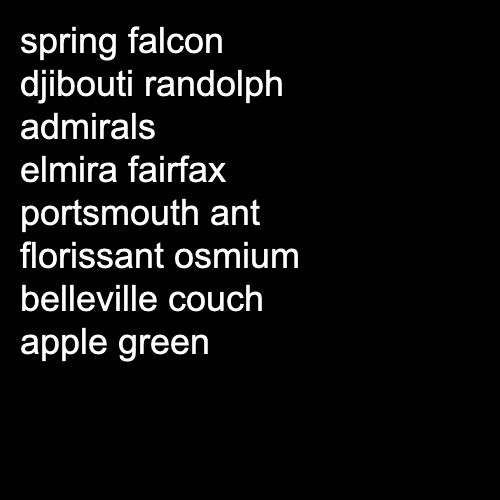 spring falcon
djibouti randolph
admirals
elmira fairfax
portsmouth ant
florissant osmium
belleville couch
apple green